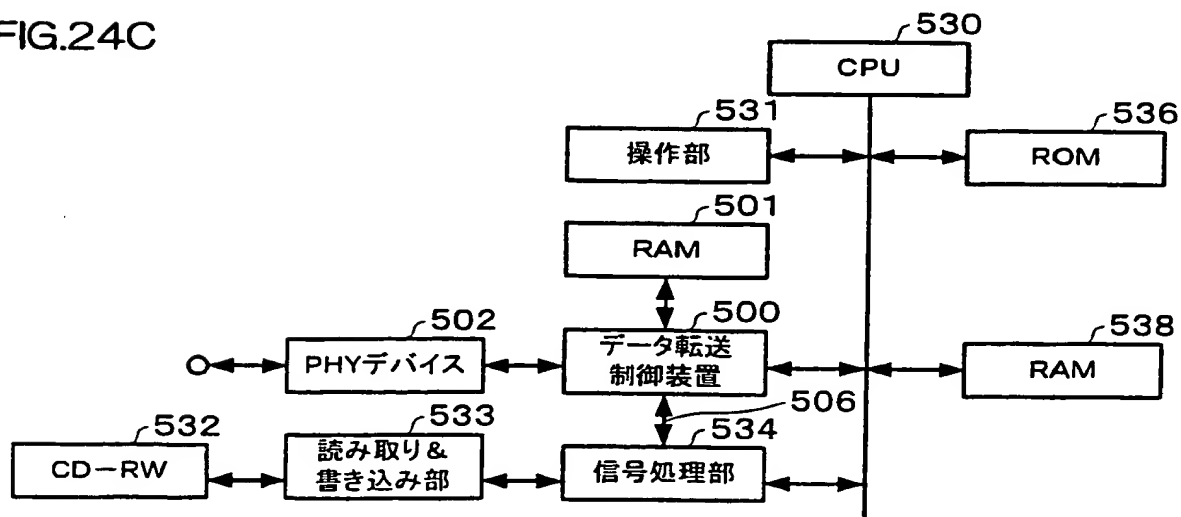 FIG.24C
530
CPU
531
操作部
536
ROM
501
RAM
502
PHYデバイス
500
データ転送
制御装置
538
RAM
506
532
CD-RW
533
読み取り&
書き込み部
534
信号処理部